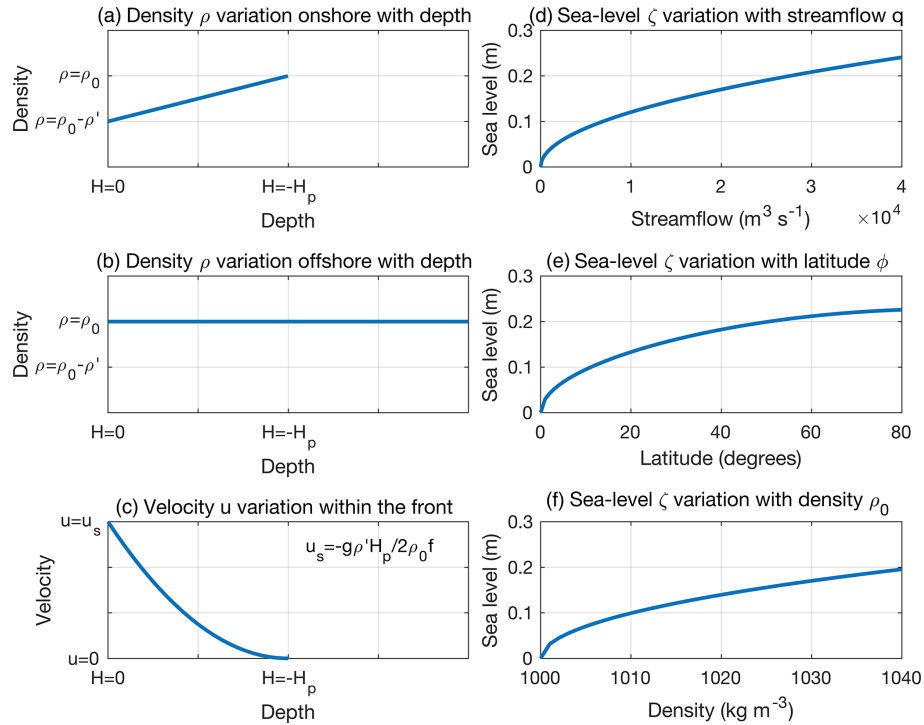 (a) Density ρ variation onshore with depth
Density
ρ=ρ₀
ρ=ρ₀-ρ'
H=0
H=-Hₚ
Depth
(d) Sea-level ζ variation with streamflow q
Sea level (m)
0.3
0.2
0.1
0
0
1
2
3
4
Streamflow (m³ s⁻¹)
×10⁴
(b) Density ρ variation offshore with depth
Density
ρ=ρ₀
ρ=ρ₀-ρ'
H=0
H=-Hₚ
Depth
(e) Sea-level ζ variation with latitude ϕ
Sea level (m)
0.3
0.2
0.1
0
0
20
40
60
80
Latitude (degrees)
(c) Velocity u variation within the front
Velocity
u=uₛ
u=0
uₛ=-gρ'Hₚ/2ρ₀f
H=0
H=-Hₚ
Depth
(f) Sea-level ζ variation with density ρ₀
Sea level (m)
0.3
0.2
0.1
0
1000
1010
1020
1030
1040
Density (kg m⁻³)